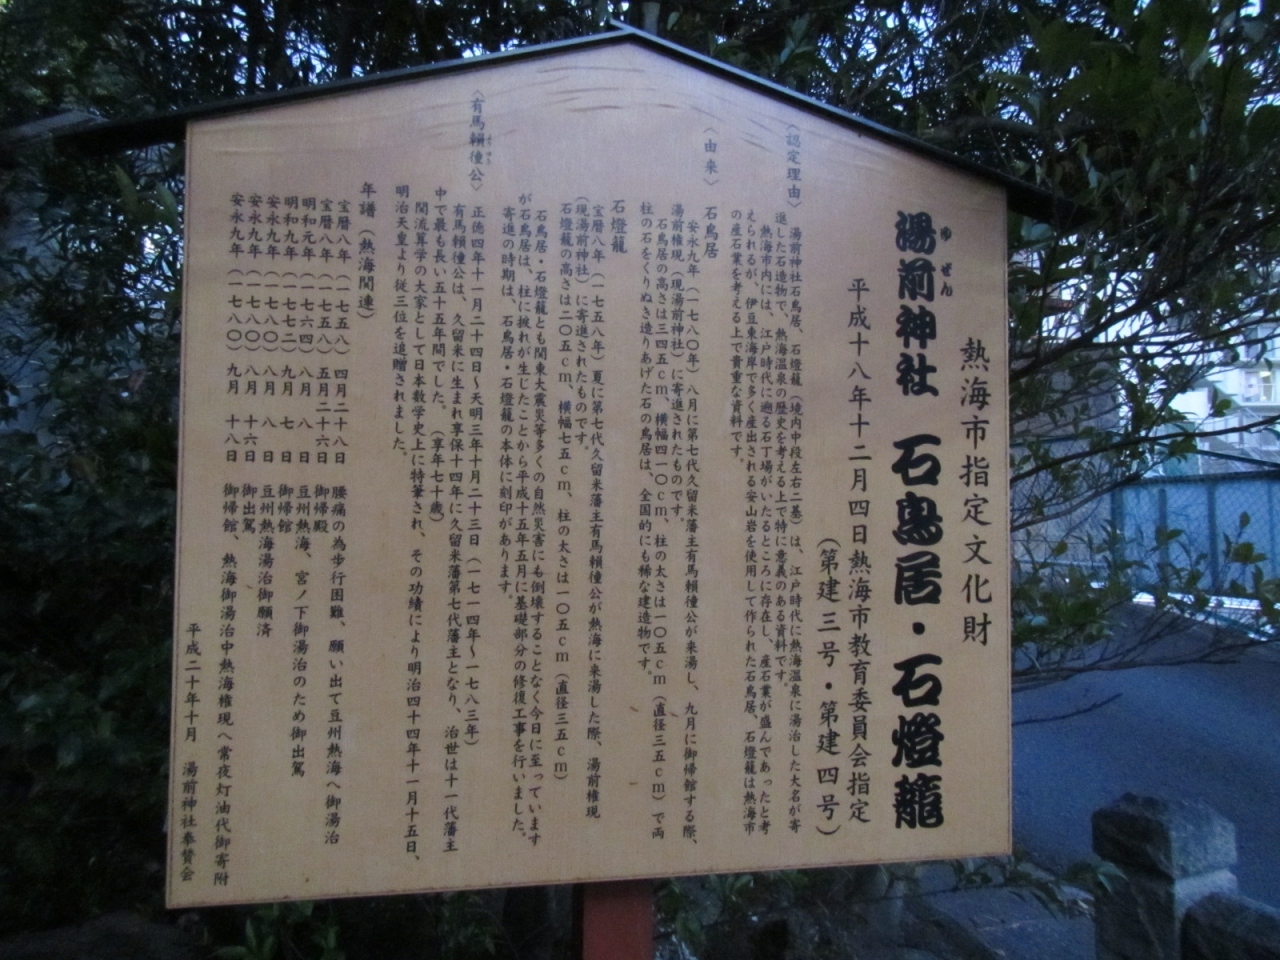 熱海市指定文化財
湯前神社 石鳥居・石燈籠
ゆぜん
平成十八年十二月四日熱海市教育委員会指定
(第建三号・第建四号)
〈認定理由〉
湯前神社石鳥居、石燈籠(境内中段左右二基)は、江戸時代に熱海温泉に湯治した大名が寄
進した石造物で、熱海温泉の歴史を考える上で特に意義のある資料です。
熱海市内には、江戸時代に遡る石丁場がいたるところに存在し、産石業が盛んであったと考
えられるが、伊豆東海岸で多く産出される安山岩を使用して作られた石鳥居、石燈籠は熱海市
の産石業を考える上で貴重な資料です。
〈由来〉
石鳥居
安永九年(一七八〇年)八月に第七代久留米藩主有馬頼徸公が来湯し、九月に御帰館する際、
湯前権現(現湯前神社)に寄進されたものです。
石鳥居の高さは三四五cm、横幅四一〇cm、柱の太さは一〇五cm(直径三五cm)で両
柱の石をくりぬき造りあげた石の鳥居は、全国的にも稀な建造物です。
石燈籠
宝暦八年(一七五八年)夏に第七代久留米藩主有馬頼徸公が熱海に来湯した際、湯前権現
(現湯前神社)に寄進されたものです。
石燈籠の高さは二〇五cm、横幅七五cm、柱の太さは一〇五cm(直径三五cm)
石鳥居・石燈籠とも関東大震災等多くの自然災害にも倒壊することなく今日に至っています
が石鳥居は、柱に捩れが生じたことから平成十五年五月に基礎部分の修復工事を行いました。
寄進の時期は、石鳥居・石燈籠の本体に刻印があります。
〈有馬頼徸公〉
正徳四年十一月二十四日~天明三年十月二十三日(一七一四年~一七八三年)
有馬頼徸公は、久留米に生まれ享保十四年に久留米藩第七代藩主となり、治世は十一代藩主
中で最も長い五十五年間でした。(享年七十歳)
関流算学の大家として日本数学史上に特筆され、その功績により明治四十四年十一月十五日、
明治天皇より従三位を追贈されました。
年譜(熱海関連)
宝暦八年(一七五八)四月二十八日 腰痛の為歩行困難、願い出て豆州熱海へ御湯治
宝暦八年(一七五八)五月二十六日 御帰殿
明和元年(一七六四)八月 八日 豆州熱海、宮ノ下御湯治のため御出駕
明和九年(一七七二)九月 七日 御帰館
安永九年(一七八〇)八月 八日 豆州熱海湯治御願済
安永九年(一七八〇)八月 十六日 御出駕
安永九年(一七八〇)九月 十八日 御帰館、熱海御湯治中熱海権現へ常夜灯油代御寄附
平成二十年十月 湯前神社奉賛会